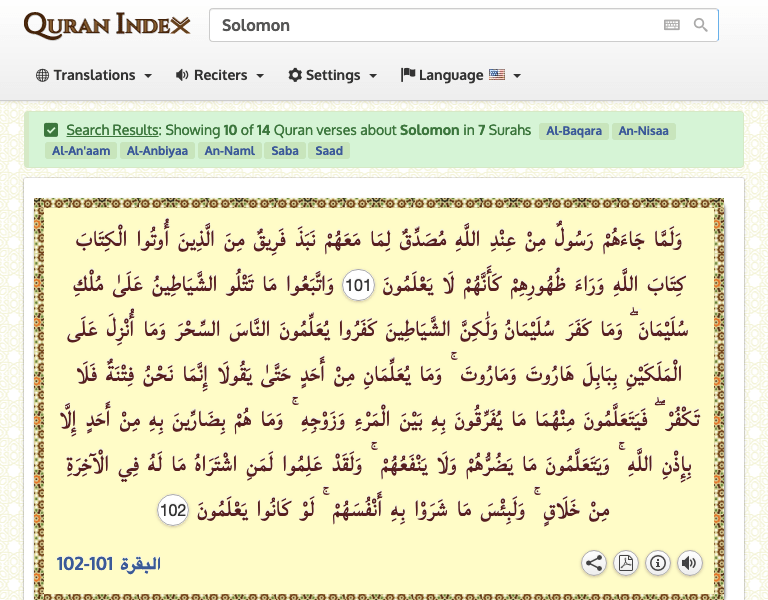 QURAN INDEX
Solomon
Translations
Reciters
Settings
Language
Search Results: Showing 10 of 14 Quran verses about Solomon in 7 Surahs Al-Baqara An-Nisaa
Al-An'aam Al-Anbiyaa An-Naml Saba Saad
وَلَمَّا جَاءَهُمْ رَسُولٌ مِنْ عِنْدِ اللَّهِ مُصَدِّقٌ لِمَا مَعَهُمْ نَبَذَ فَرِيقٌ مِنَ الَّذِينَ أُوتُوا الْكِتَابَ
كِتَابَ اللَّهِ وَرَاءَ ظُهُورِهِمْ كَأَنَّهُمْ لَا يَعْلَمُونَ 101 وَاتَّبَعُوا مَا تَتْلُو الشَّيَاطِينُ عَلَىٰ مُلْكِ
سُلَيْمَانَ ۖ وَمَا كَفَرَ سُلَيْمَانُ وَلَٰكِنَّ الشَّيَاطِينَ كَفَرُوا يُعَلِّمُونَ النَّاسَ السِّحْرَ وَمَا أُنْزِلَ عَلَى
الْمَلَكَيْنِ بِبَابِلَ هَارُوتَ وَمَارُوتَ ۚ وَمَا يُعَلِّمَانِ مِنْ أَحَدٍ حَتَّىٰ يَقُولَا إِنَّمَا نَحْنُ فِتْنَةٌ فَلَا
تَكْفُرْ ۖ فَيَتَعَلَّمُونَ مِنْهُمَا مَا يُفَرِّقُونَ بِهِ بَيْنَ الْمَرْءِ وَزَوْجِهِ ۚ وَمَا هُمْ بِضَارِّينَ بِهِ مِنْ أَحَدٍ إِلَّا
بِإِذْنِ اللَّهِ ۚ وَيَتَعَلَّمُونَ مَا يَضُرُّهُمْ وَلَا يَنْفَعُهُمْ ۚ وَلَقَدْ عَلِمُوا لَمَنِ اشْتَرَاهُ مَا لَهُ فِي الْآخِرَةِ
مِنْ خَلَاقٍ ۚ وَلَبِئْسَ مَا شَرَوْا بِهِ أَنْفُسَهُمْ ۚ لَوْ كَانُوا يَعْلَمُونَ 102
البقرة 101-102